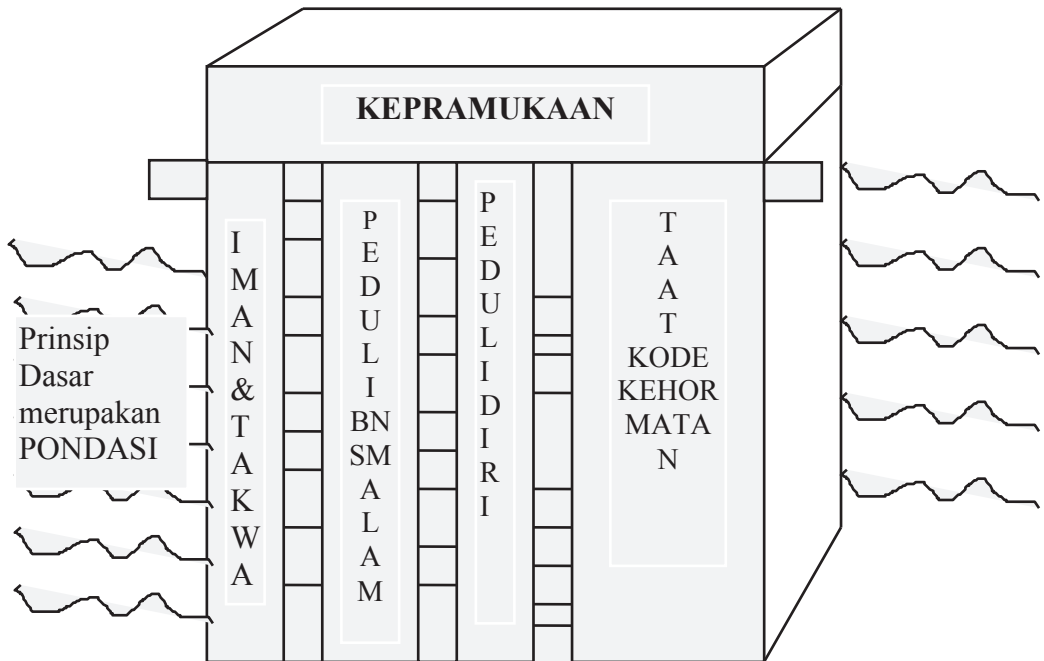 KEPRAMUKAAN
Prinsip
Dasar
merupakan
PONDASI
I
M
A
N
&
T
A
K
W
A
P
E
D
U
L
I
BN
SM
A
L
A
M
P
E
D
U
L
I
D
I
R
I
T
A
A
T
KODE
KEHOR
MATA
N